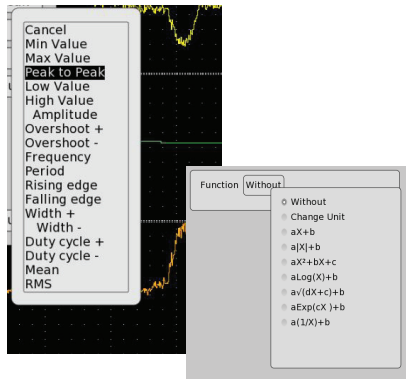 Cancel
Min Value
Max Value
Peak to Peak
Low Value
High Value
Amplitude
Overshoot +
Overshoot -
Frequency
Period
Rising edge
Falling edge
Width +
Width -
Duty cycle +
Duty cycle -
Mean
RMS
Function Without
Without
Change Unit
aX+b
a|X|+b
aX²+bX+c
aLog(X)+b
a√(dX+c)+b
aExp(cX )+b
a(1/X)+b